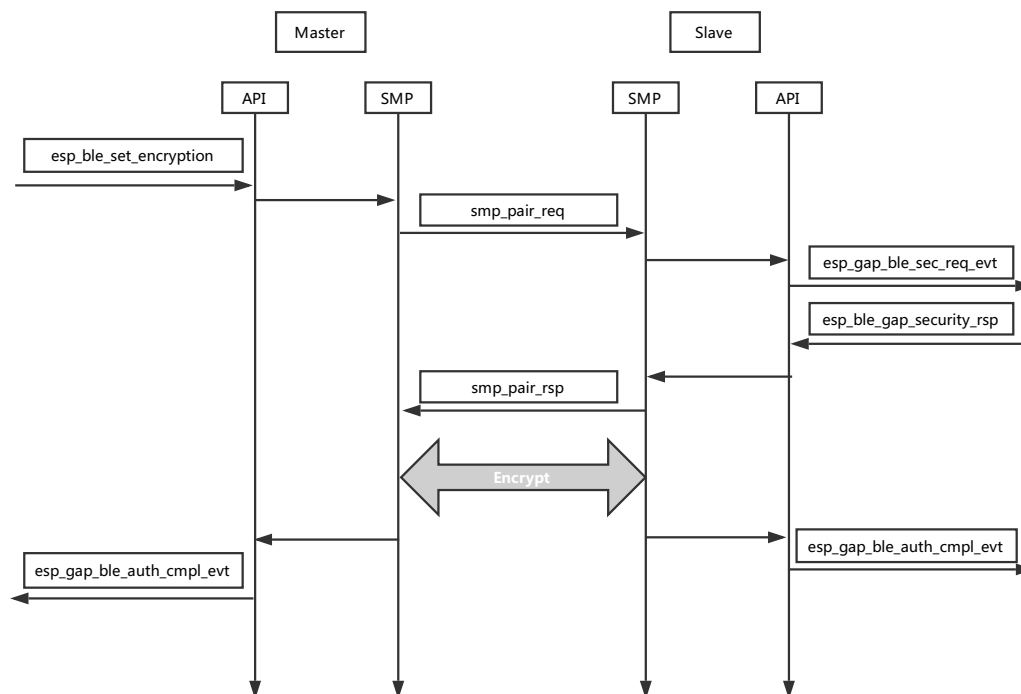 Master
Slave
API
SMP
SMP
API
esp_ble_set_encryption
smp_pair_req
esp_gap_ble_sec_req_evt
esp_ble_gap_security_rsp
smp_pair_rsp
Encrypt
esp_gap_ble_auth_cmpl_evt
esp_gap_ble_auth_cmpl_evt